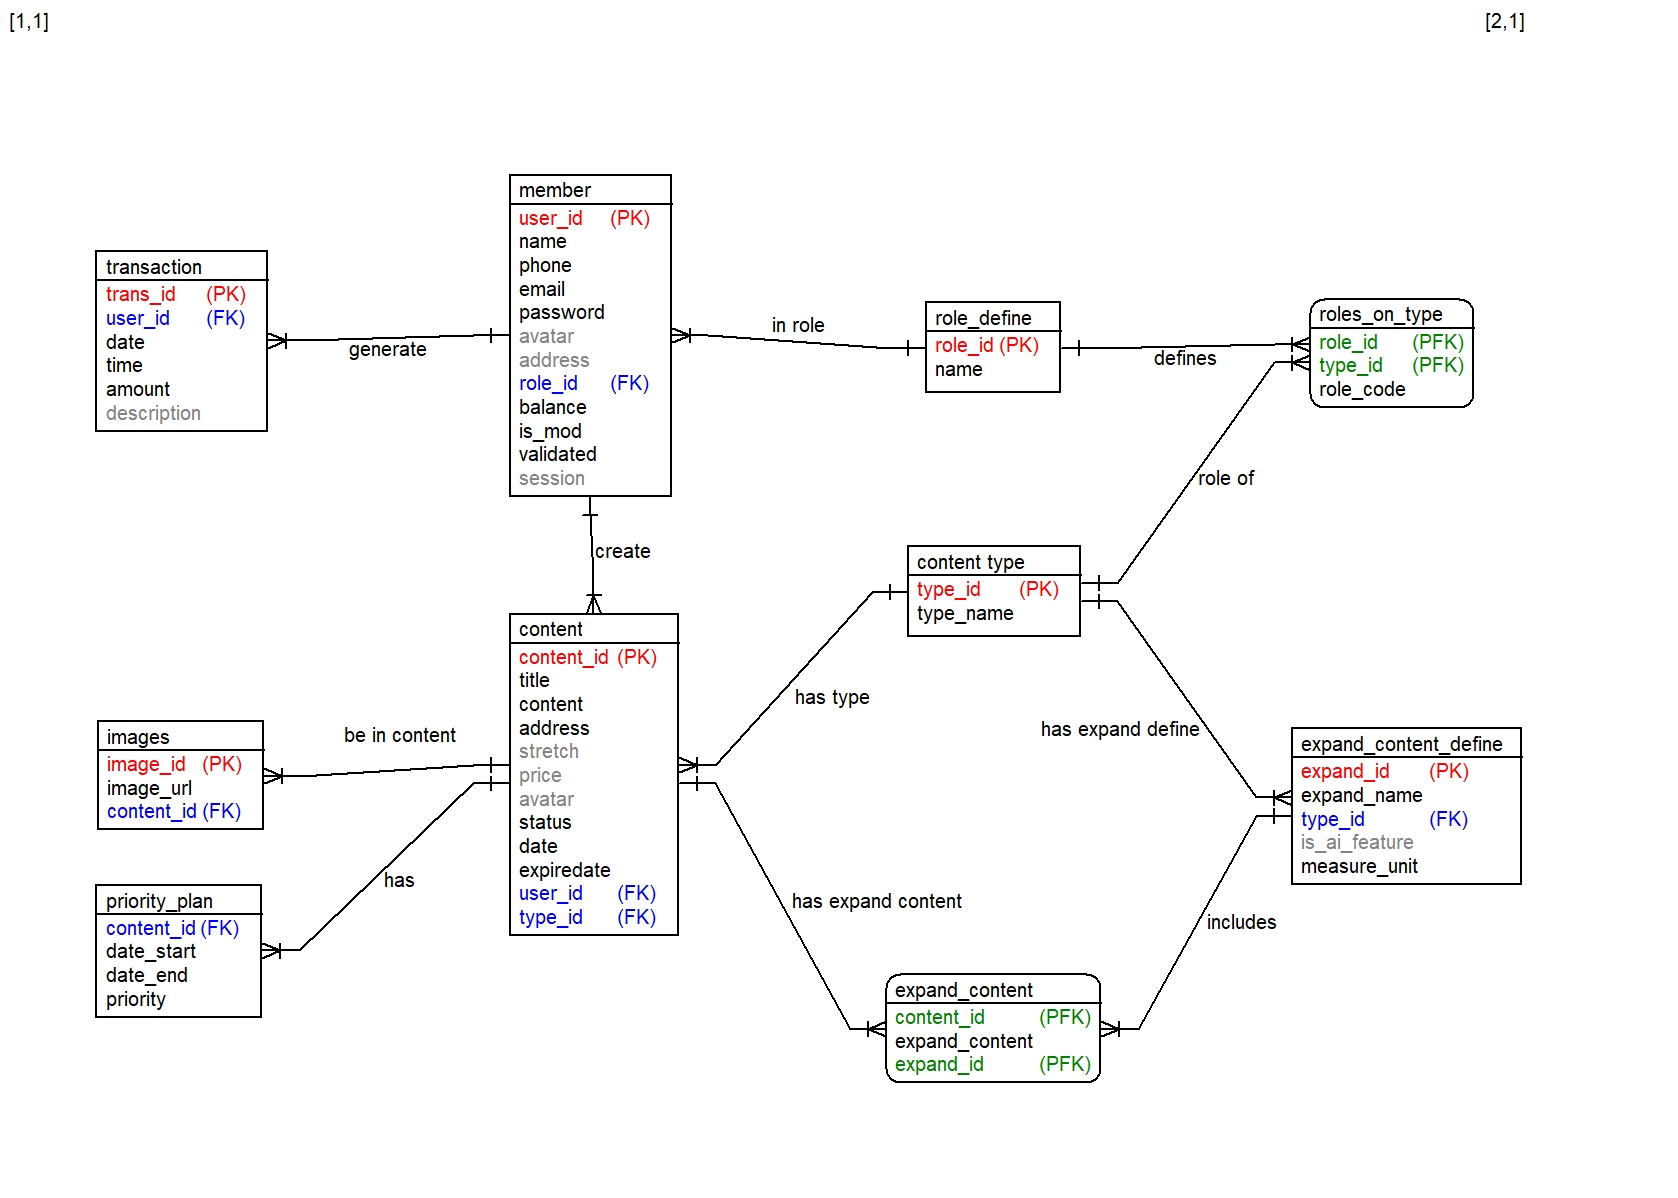 [1,1]
[2,1]
member
user_id (PK)
name
phone
email
password
avatar
address
role_id (FK)
balance
is_mod
validated
session
transaction
trans_id (PK)
user_id (FK)
date
time
amount
description
generate
in role
role_define
role_id (PK)
name
defines
roles_on_type
role_id (PFK)
type_id (PFK)
role_code
role of
create
content type
type_id (PK)
type_name
content
content_id (PK)
title
content
address
stretch
price
avatar
status
date
expiredate
user_id (FK)
type_id (FK)
has type
has expand define
be in content
images
image_id (PK)
image_url
content_id (FK)
expand_content_define
expand_id (PK)
expand_name
type_id (FK)
is_ai_feature
measure_unit
has
priority_plan
content_id (FK)
date_start
date_end
priority
has expand content
includes
expand_content
content_id (PFK)
expand_content
expand_id (PFK)